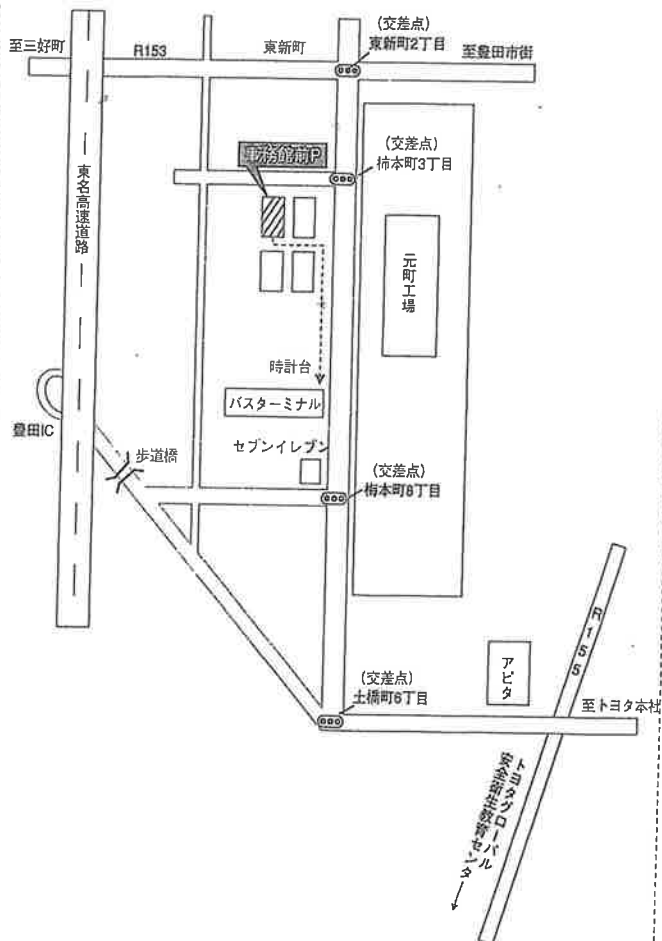 (交差点)
東新町2丁目
至三好町
R153
東新町
至豊田市街
事務館前P
(交差点)
柿本町3丁目
東名高速道路
元町工場
時計台
バスターミナル
豊田IC
歩道橋
セブンイレブン
(交差点)
梅本町8丁目
R155
アピタ
(交差点)
土橋町6丁目
至トヨタ本社
トヨタグローバル
安全衛生教育センタ